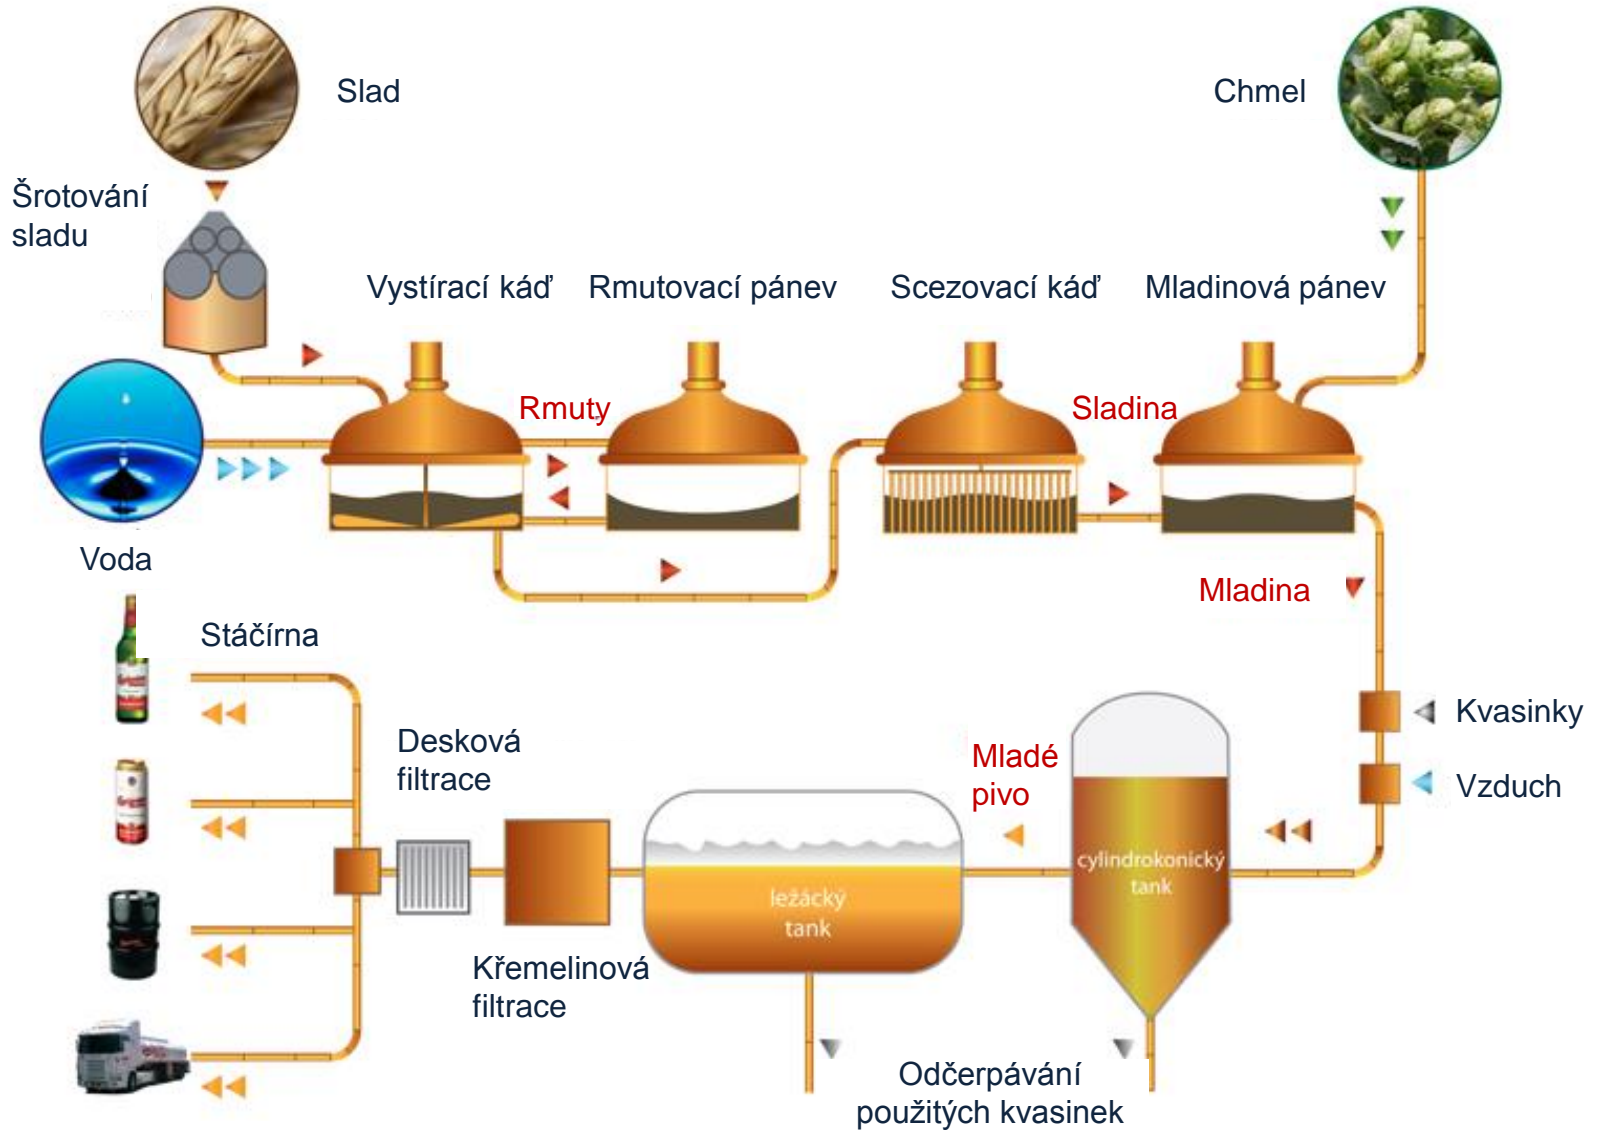 Slad
Chmel
Šrotování
sladu
Vystírací káď
Rmutovací pánev
Scezovací káď
Mladinová pánev
Rmuty
Sladina
Voda
Mladina
Stáčírna
Kvasinky
Desková
filtrace
Mladé
pivo
Vzduch
cylindrokonický
tank
ležácký
tank
Křemelinová
filtrace
Odčerpávání
použitých kvasinek